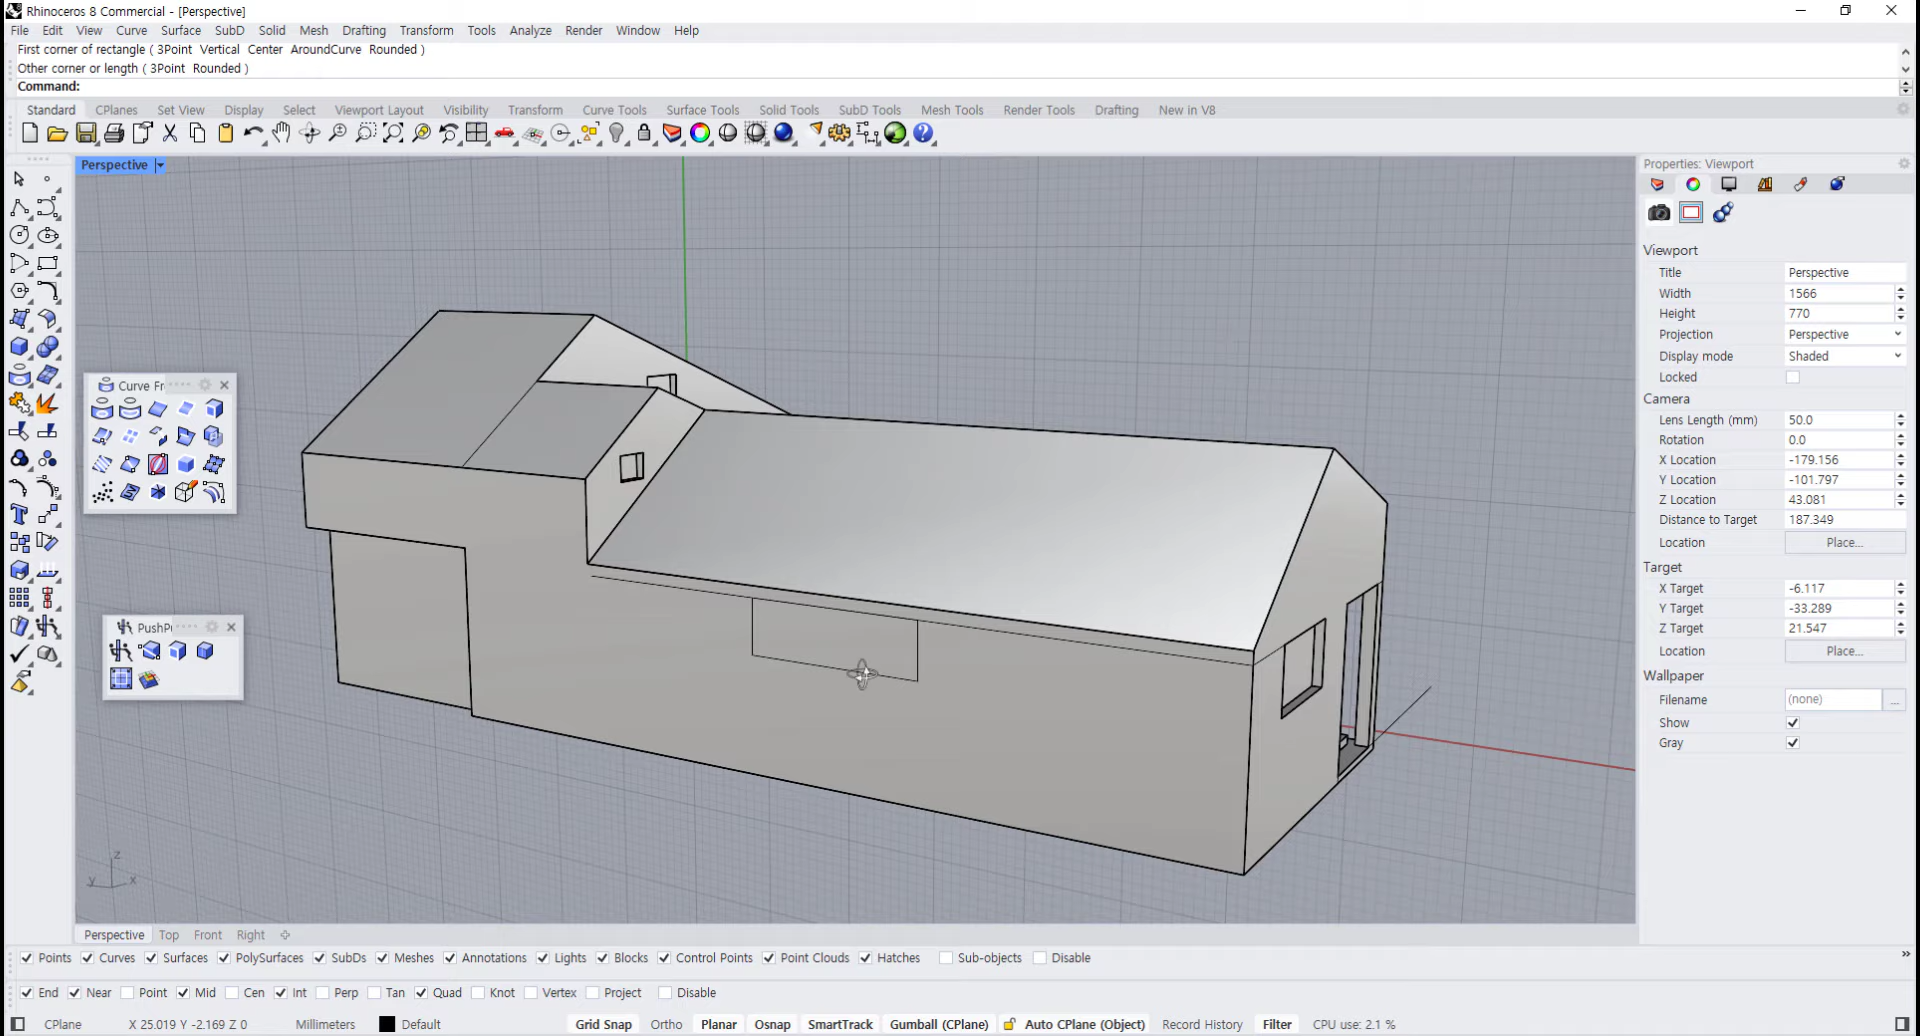 Rhinoceros 8 Commercial - [Perspective]
File Edit View Curve Surface SubD Solid Mesh Drafting Transform Tools Analyze Render Window Help
First corner of rectangle ( 3Point Vertical Center AroundCurve Rounded )
Other corner or length ( 3Point Rounded )
Command:
Standard CPlanes Set View Display Select Viewport Layout Visibility Transform Curve Tools Surface Tools Solid Tools SubD Tools Mesh Tools Render Tools Drafting New in V8
Perspective
Properties: Viewport
Viewport
Title Perspective
Width 1566
Height 770
Projection Perspective
Display mode Shaded
Locked
Camera
Lens Length (mm) 50.0
Rotation 0.0
X Location -179.156
Y Location -101.797
Z Location 43.081
Distance to Target 187.349
Location Place...
Target
X Target -6.117
Y Target -33.289
Z Target 21.547
Location Place...
Wallpaper
Filename (none) ...
Show
Gray
Curve Fr
PushP
z
y x
Perspective Top Front Right
Points Curves Surfaces PolySurfaces SubDs Meshes Annotations Lights Blocks Control Points Point Clouds Hatches Sub-objects Disable
End Near Point Mid Cen Int Perp Tan Quad Knot Vertex Project Disable
CPlane X 25.019 Y -2.169 Z 0 Millimeters Default Grid Snap Ortho Planar Osnap SmartTrack Gumball (CPlane) Auto CPlane (Object) Record History Filter CPU use: 2.1 %